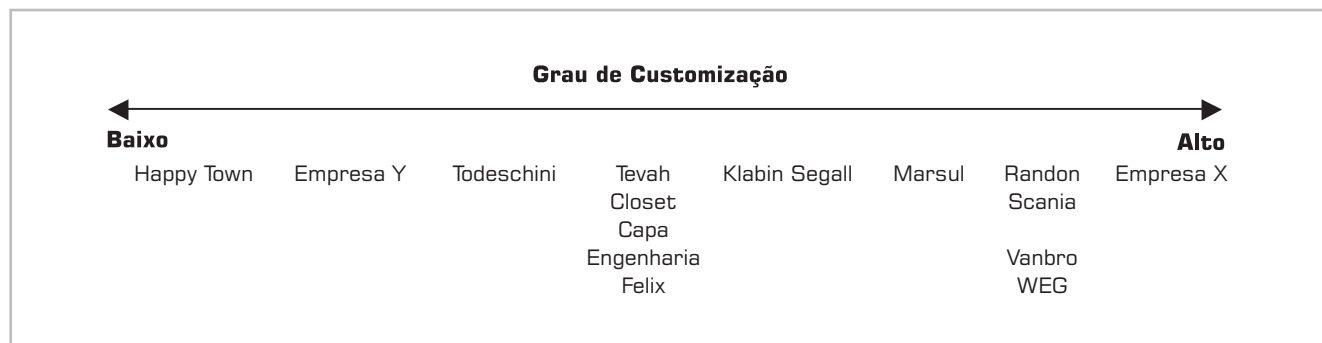 Grau de Customização
Baixo
Alto
Happy Town Empresa Y Todeschini Tevah Klabin Segall Marsul Randon Empresa X
Closet Scania
Capa
Engenharia Vanbro
Felix WEG